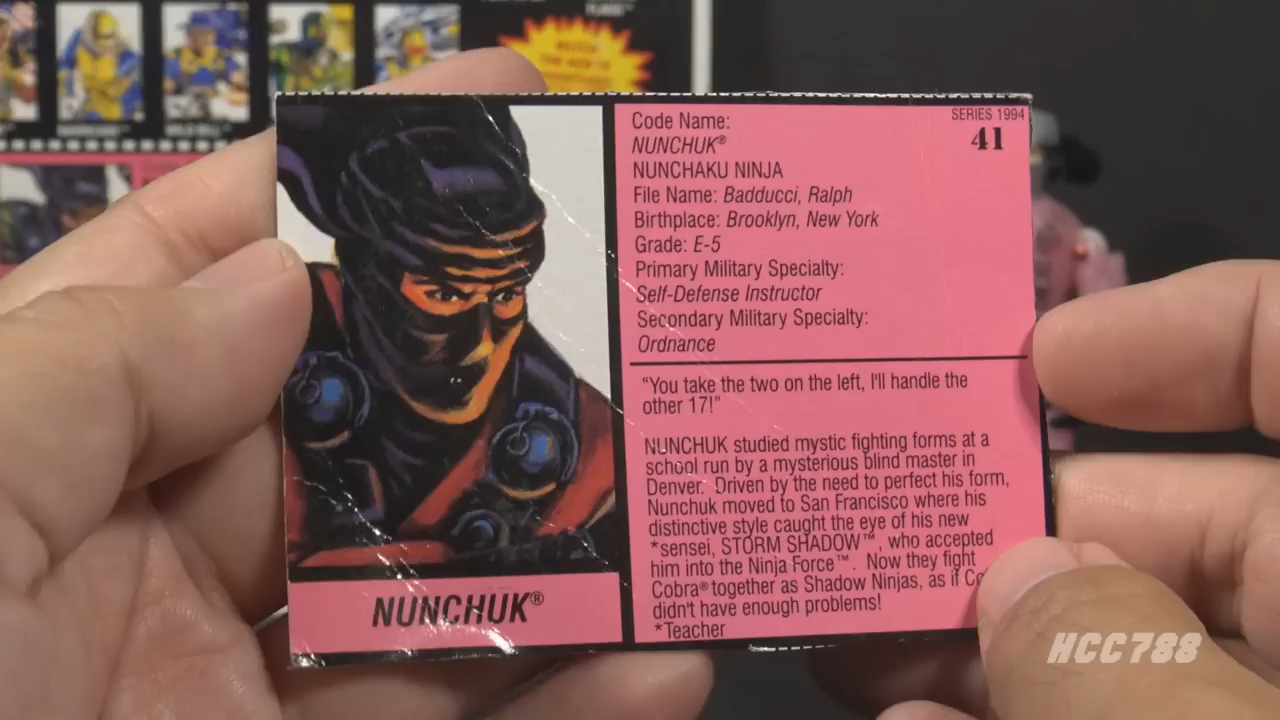 SERIES 1994
41
Code Name:
NUNCHUK®
NUNCHAKU NINJA
File Name: Badducci, Ralph
Birthplace: Brooklyn, New York
Grade: E-5
Primary Military Specialty:
Self-Defense Instructor
Secondary Military Specialty:
Ordnance
"You take the two on the left, I'll handle the
other 17!"
NUNCHUK studied mystic fighting forms at a
school run by a mysterious blind master in
Denver. Driven by the need to perfect his form,
Nunchuk moved to San Francisco where his
distinctive style caught the eye of his new
*sensei, STORM SHADOW™, who accepted
him into the Ninja Force™. Now they fight
Cobra® together as Shadow Ninjas, as if Co
didn't have enough problems!
*Teacher
NUNCHUK®
HCC788